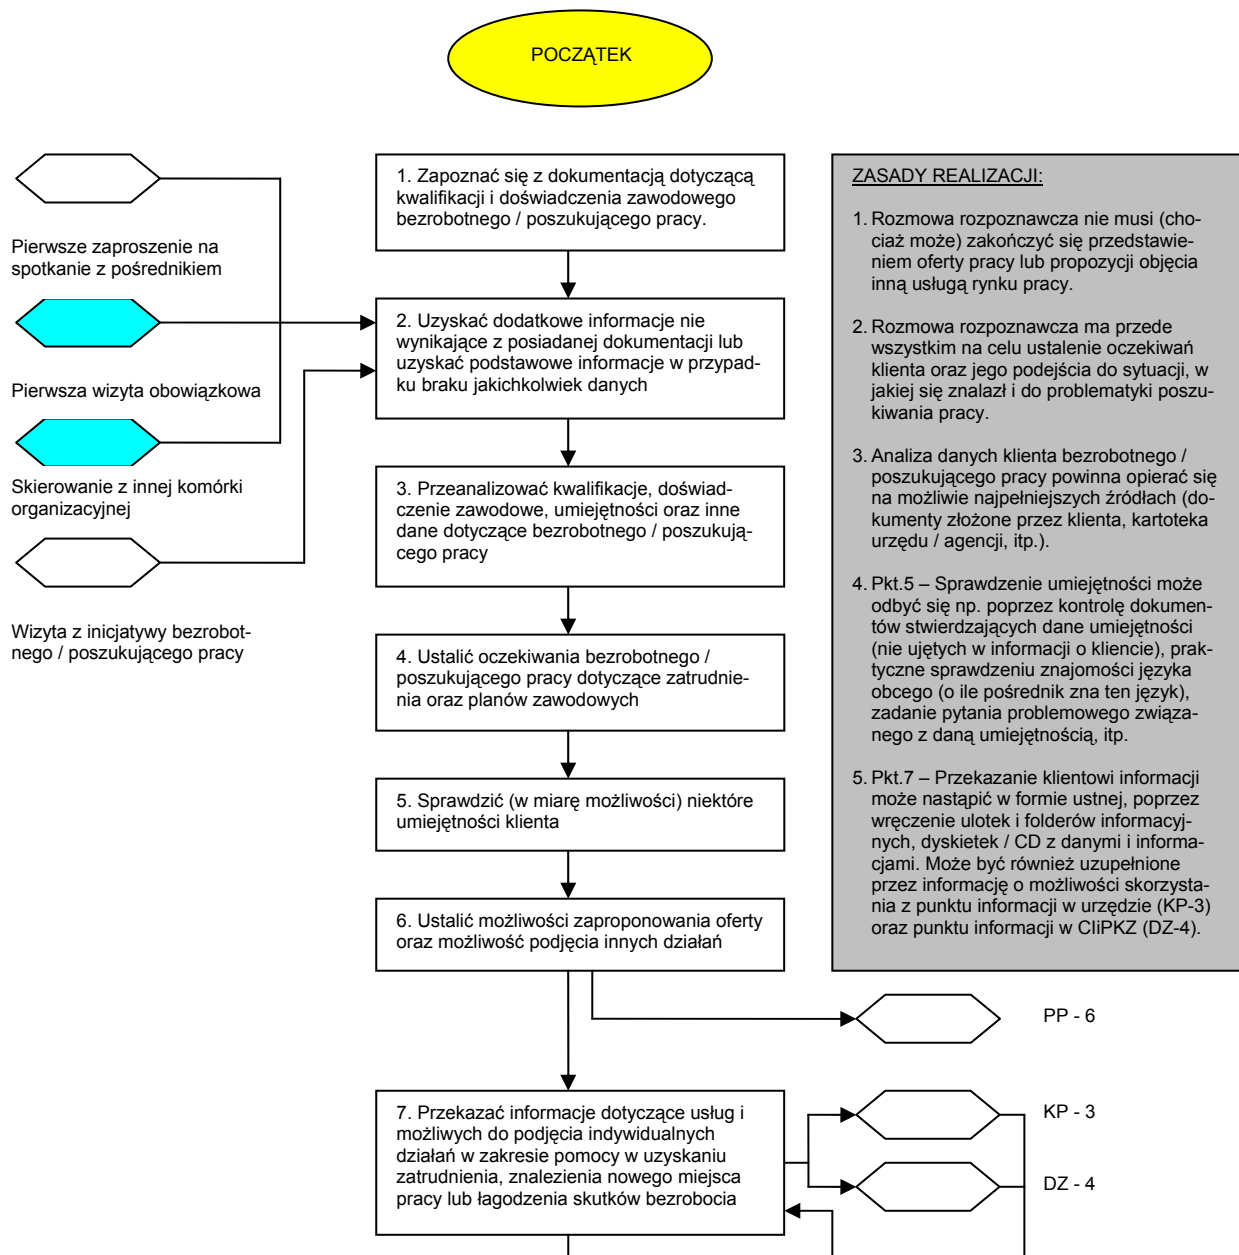 POCZĄTEK
Pierwsze zaproszenie na
spotkanie z pośrednikiem
Pierwsza wizyta obowiązkowa
Skierowanie z innej komórki
organizacyjnej
Wizyta z inicjatywy bezrobot-
nego / poszukującego pracy
1. Zapoznać się z dokumentacją dotyczącą
kwalifikacji i doświadczenia zawodowego
bezrobotnego / poszukującego pracy.
2. Uzyskać dodatkowe informacje nie
wynikające z posiadanej dokumentacji lub
uzyskać podstawowe informacje w przypad-
ku braku jakichkolwiek danych
3. Przeanalizować kwalifikacje, doświad-
czenie zawodowe, umiejętności oraz inne
dane dotyczące bezrobotnego / poszukują-
cego pracy
4. Ustalić oczekiwania bezrobotnego /
poszukującego pracy dotyczące zatrudnie-
nia oraz planów zawodowych
5. Sprawdzić (w miarę możliwości) niektóre
umiejętności klienta
6. Ustalić możliwości zaproponowania oferty
oraz możliwość podjęcia innych działań
7. Przekazać informacje dotyczące usług i
możliwych do podjęcia indywidualnych
działań w zakresie pomocy w uzyskaniu
zatrudnienia, znalezienia nowego miejsca
pracy lub łagodzenia skutków bezrobocia
ZASADY REALIZACJI:
1. Rozmowa rozpoznawcza nie musi (cho-
ciaż może) zakończyć się przedstawie-
niem oferty pracy lub propozycji objęcia
inną usługą rynku pracy.
2. Rozmowa rozpoznawcza ma przede
wszystkim na celu ustalenie oczekiwań
klienta oraz jego podejścia do sytuacji, w
jakiej się znalazł i do problematyki poszu-
kiwania pracy.
3. Analiza danych klienta bezrobotnego /
poszukującego pracy powinna opierać się
na możliwie najpełniejszych źródłach (do-
kumenty złożone przez klienta, kartoteka
urzędu / agencji, itp.).
4. Pkt.5 – Sprawdzenie umiejętności może
odbyć się np. poprzez kontrolę dokumen-
tów stwierdzających dane umiejętności
(nie ujętych w informacji o kliencie), prak-
tyczne sprawdzeniu znajomości języka
obcego (o ile pośrednik zna ten język),
zadanie pytania problemowego związa-
nego z daną umiejętnością, itp.
5. Pkt.7 – Przekazanie klientowi informacji
może nastąpić w formie ustnej, poprzez
wręczenie ulotek i folderów informacyj-
nych, dyskietek / CD z danymi i informa-
cjami. Może być również uzupełnione
przez informację o możliwości skorzysta-
nia z punktu informacji w urzędzie (KP-3)
oraz punktu informacji w CIiPKZ (DZ-4).
PP - 6
KP - 3
DZ - 4